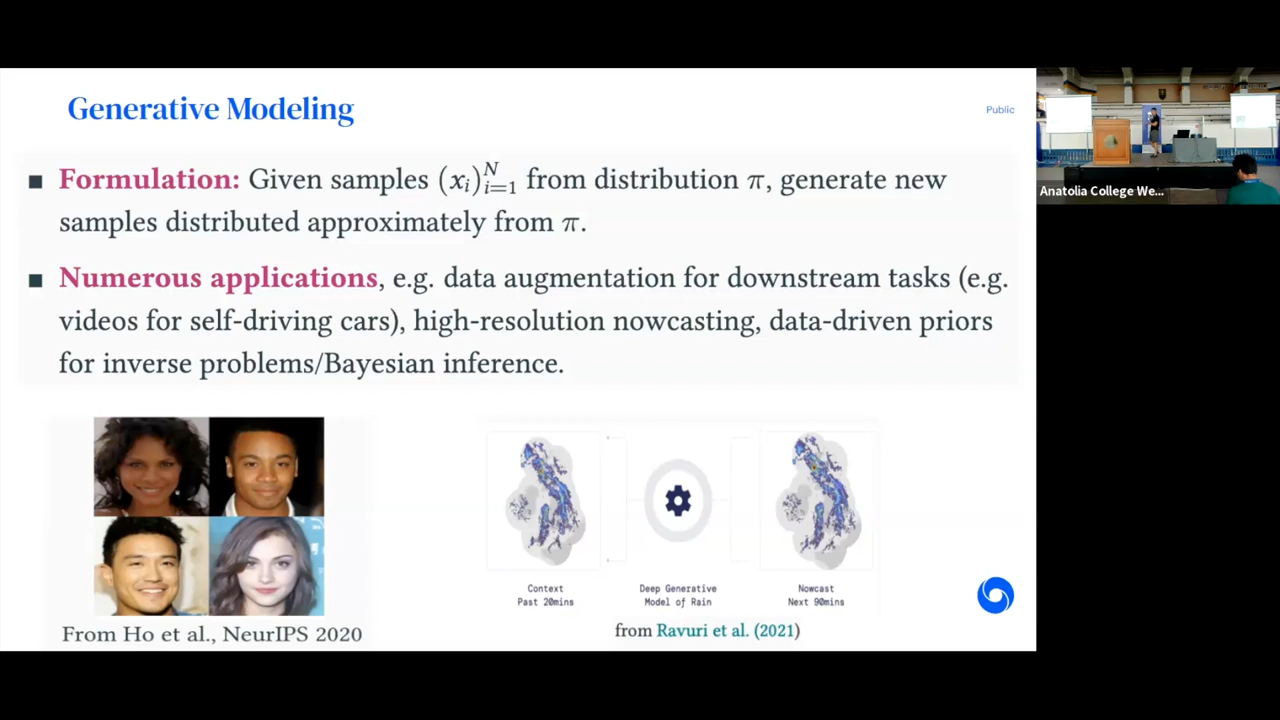 Generative Modeling
Public
■ Formulation: Given samples $(x_i)_{i=1}^{N}$ from distribution π, generate new
samples distributed approximately from π.
■ Numerous applications, e.g. data augmentation for downstream tasks (e.g.
videos for self-driving cars), high-resolution nowcasting, data-driven priors
for inverse problems/Bayesian inference.
Context
Past 20mins
Deep Generative
Model of Rain
Nowcast
Next 90mins
From Ho et al., NeurIPS 2020
from Ravuri et al. (2021)
Anatolia College We...